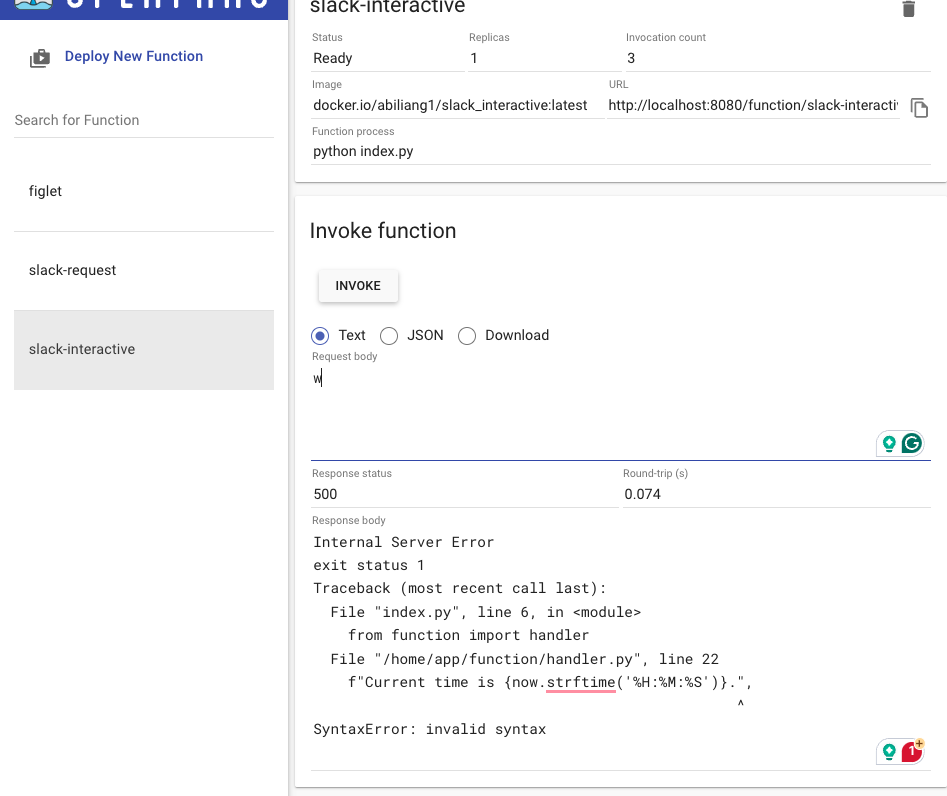 OPENFAAS
slack-interactive
Deploy New Function
Search for Function
figlet
slack-request
slack-interactive
Status
Replicas
Invocation count
Ready
1
3
Image
URL
docker.io/abiliang1/slack_interactive:latest
http://localhost:8080/function/slack-interacti
Function process
python index.py
Invoke function
INVOKE
Text
JSON
Download
Request body
w
Response status
Round-trip (s)
500
0.074
Response body
Internal Server Error
exit status 1
Traceback (most recent call last):
  File "index.py", line 6, in <module>
    from function import handler
  File "/home/app/function/handler.py", line 22
    f"Current time is {now.strftime('%H:%M:%S')}.",
                                                 ^
SyntaxError: invalid syntax
1